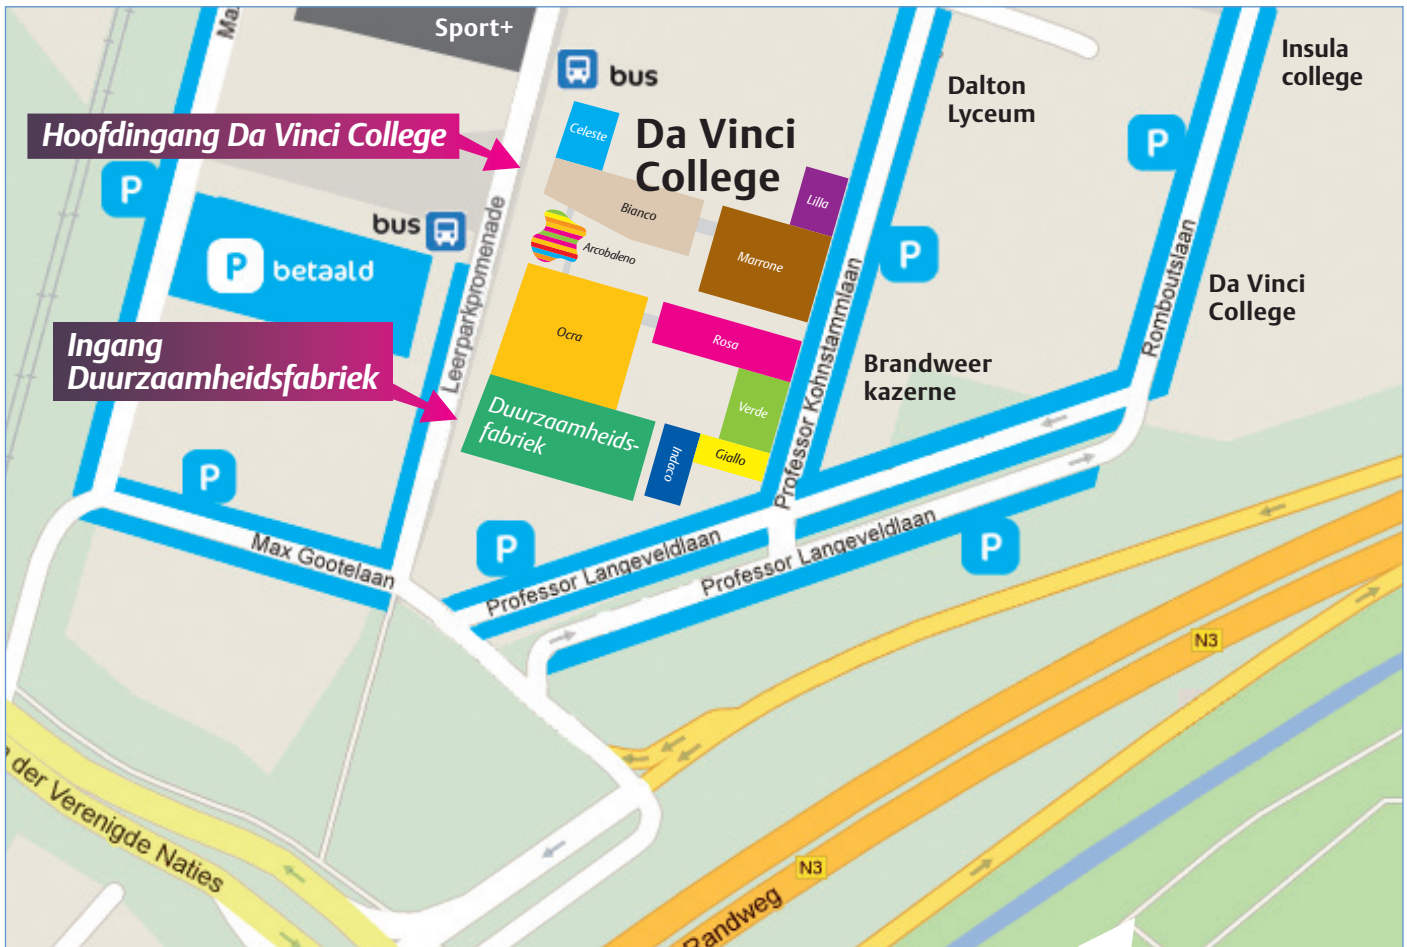 Sport+
bus
Insula
college
Dalton
Lyceum
Hoofdingang Da Vinci College
Celeste
Da Vinci
College
P
P
Lilla
Bianco
bus
Arcobaleno
Marrone
P
P betaald
Leerparkpromenade
Professor Kohnstammlaan
Romboutslaan
Da Vinci
College
Ingang
Duurzaamheidsfabriek
Ocra
Rosa
Brandweer
kazerne
Verde
Duurzaamheids-
fabriek
Indaco
Giallo
P
P
P
Max Gootelaan
Professor Langeveldlaan
Professor Langeveldlaan
N3
N3
der Verenigde Naties
Randweg